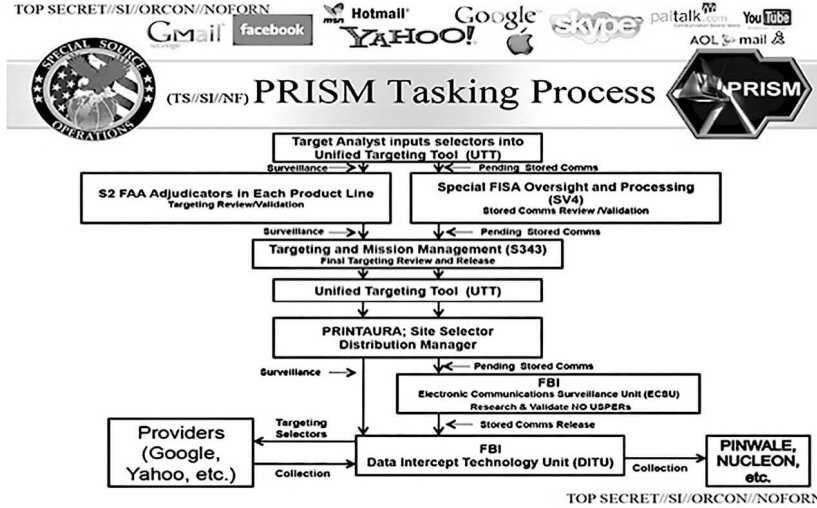 TOP SECRET//SI//ORCON//NOFORN
msn Hotmail®
Google
paltalk.com
YouTube
Gmail
by Google
facebook
YAHOO!
skype
AOL mail
SPECIAL SOURCE
OPERATIONS
(TS//SI//NF) PRISM Tasking Process
PRISM
Target Analyst inputs selectors into
Unified Targeting Tool (UTT)
Surveillance
Pending Stored Comms
S2 FAA Adjudicators in Each Product Line
Targeting Review/Validation
Special FISA Oversight and Processing
(SV4)
Stored Comms Review /Validation
Surveillance
Pending Stored Comms
Targeting and Mission Management (S343)
Final Targeting Review and Release
Unified Targeting Tool (UTT)
PRINTAURA; Site Selector
Distribution Manager
Surveillance
Pending Stored Comms
FBI
Electronic Communications Surveillance Unit (ECSU)
Research & Validate NO USPERs
Stored Comms Release
Providers
(Google,
Yahoo, etc.)
Targeting
Selectors
Collection
FBI
Data Intercept Technology Unit (DITU)
Collection
PINWALE,
NUCLEON,
etc.
TOP SECRET//SI//ORCON//NOFORN